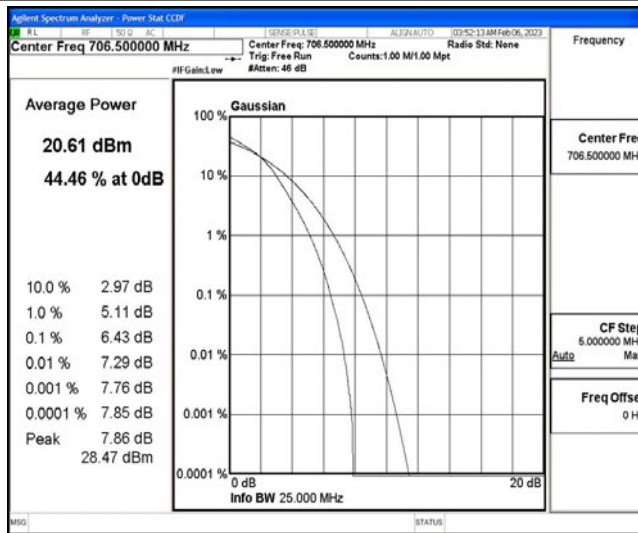 Agilent Spectrum Analyzer - Power Stat CCDF
RL RF 50 Ω AC SENSE:PULSE ALIGN AUTO 03:52:13 AM Feb 06, 2023
Center Freq 706.500000 MHz
Center Freq: 706.500000 MHz Radio Std: None
Trig: Free Run Counts:1.00 M/1.00 Mpt
#IFGain:Low #Atten: 46 dB
Frequency
Average Power
20.61 dBm
44.46 % at 0dB
10.0 % 2.97 dB
1.0 % 5.11 dB
0.1 % 6.43 dB
0.01 % 7.29 dB
0.001 % 7.76 dB
0.0001 % 7.85 dB
Peak 7.86 dB
28.47 dBm
Gaussian
100 %
10 %
1 %
0.1 %
0.01 %
0.001 %
0.0001 %
0 dB 20 dB
Info BW 25.000 MHz
Center Fre
706.500000 MH
CF Step
5.000000 MH
Auto Ma
Freq Offse
0 H
MSG STATUS